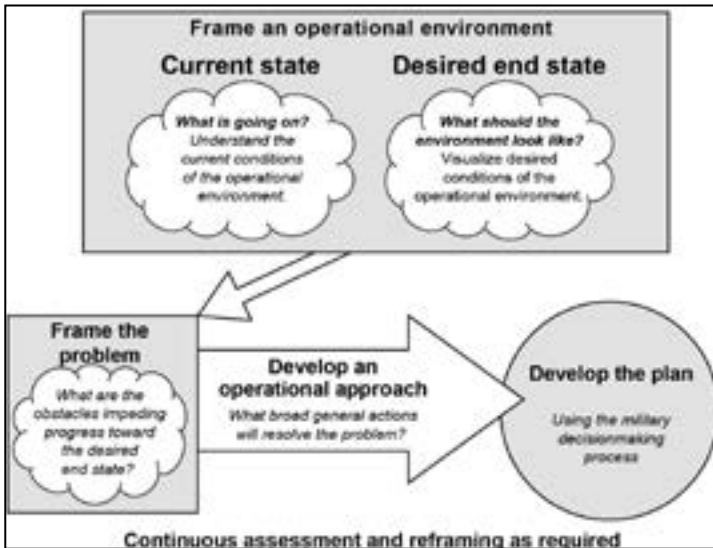 Frame an operational environment
Current state
Desired end state
What is going on?
Understand the
current conditions
of the operational
environment.
What should the
environment look like?
Visualize desired
conditions of the
operational environment.
Frame the
problem
What are the
obstacles impeding
progress toward
the desired
end state?
Develop an
operational approach
What broad general actions
will resolve the problem?
Develop the plan
Using the military
decisionmaking
process
Continuous assessment and reframing as required